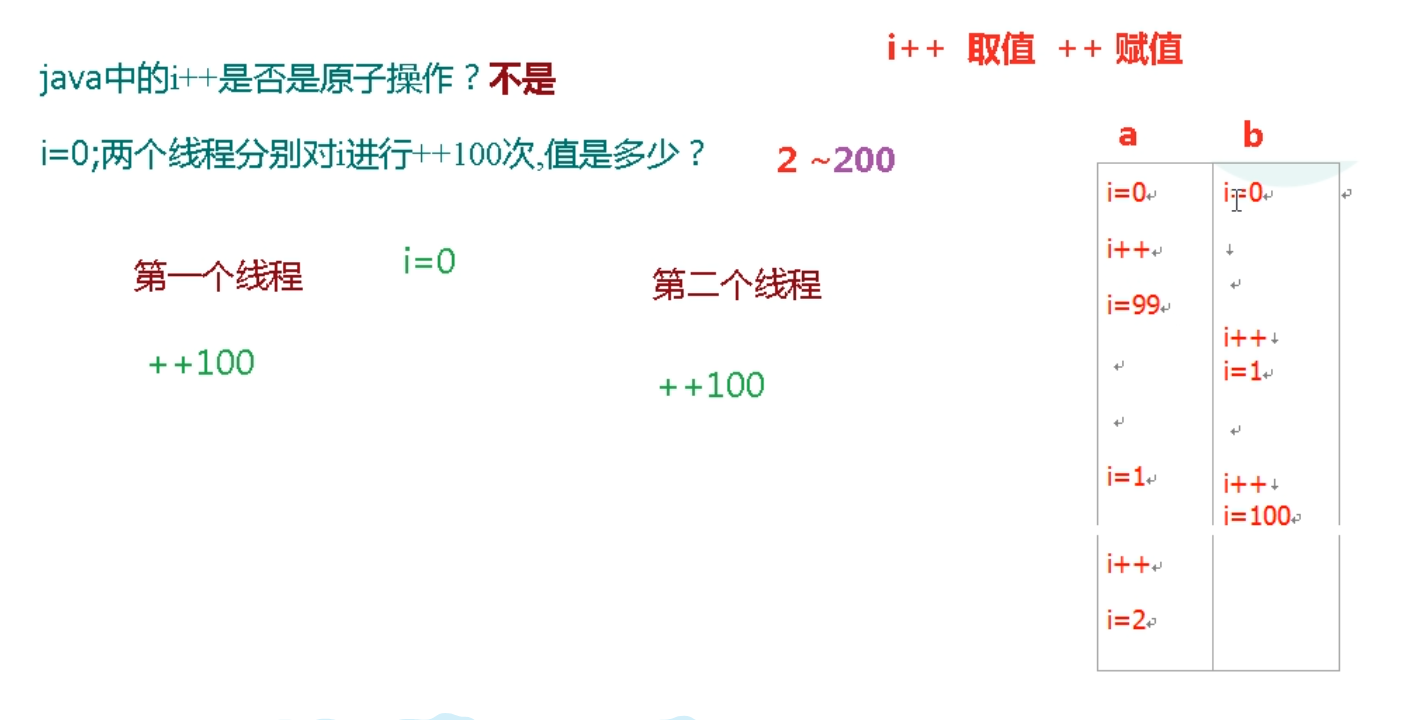 i++ 取值 ++ 赋值
java中的i++是否是原子操作？不是
i=0;两个线程分别对i进行++100次,值是多少？ 2 ~200
第一个线程
i=0
第二个线程
++100
++100
a
b
i=0
i++
i=99
i=1
i++
i=2
i=0
i++
i=1
i++
i=100